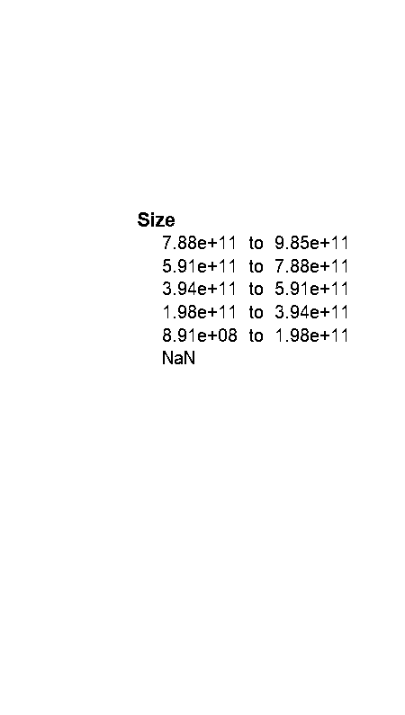 Size
7.88e+11 to 9.85e+11
5.91e+11 to 7.88e+11
3.94e+11 to 5.91e+11
1.98e+11 to 3.94e+11
8.91e+08 to 1.98e+11
NaN